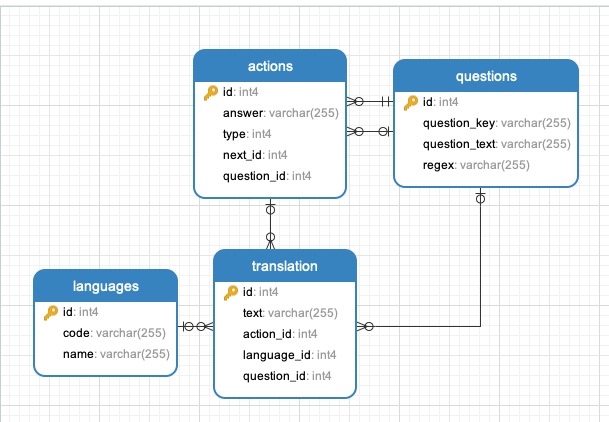 actions
id: int4
answer: varchar(255)
type: int4
next_id: int4
question_id: int4
questions
id: int4
question_key: varchar(255)
question_text: varchar(255)
regex: varchar(255)
languages
id: int4
code: varchar(255)
name: varchar(255)
translation
id: int4
text: varchar(255)
action_id: int4
language_id: int4
question_id: int4